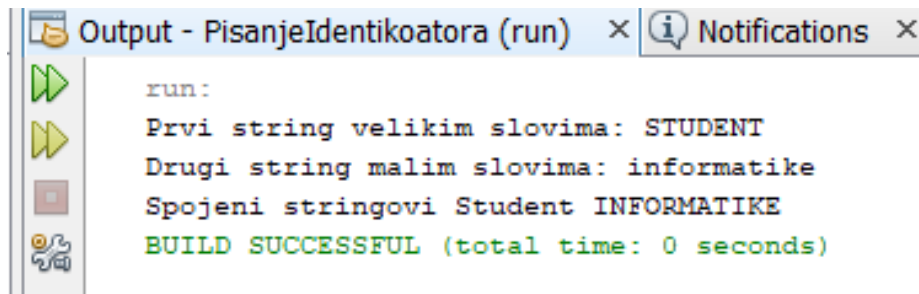 Output - PisanjeIdentikoatora (run) Notifications
run:
Prvi string velikim slovima: STUDENT
Drugi string malim slovima: informatike
Spojeni stringovi Student INFORMATIKE
BUILD SUCCESSFUL (total time: 0 seconds)